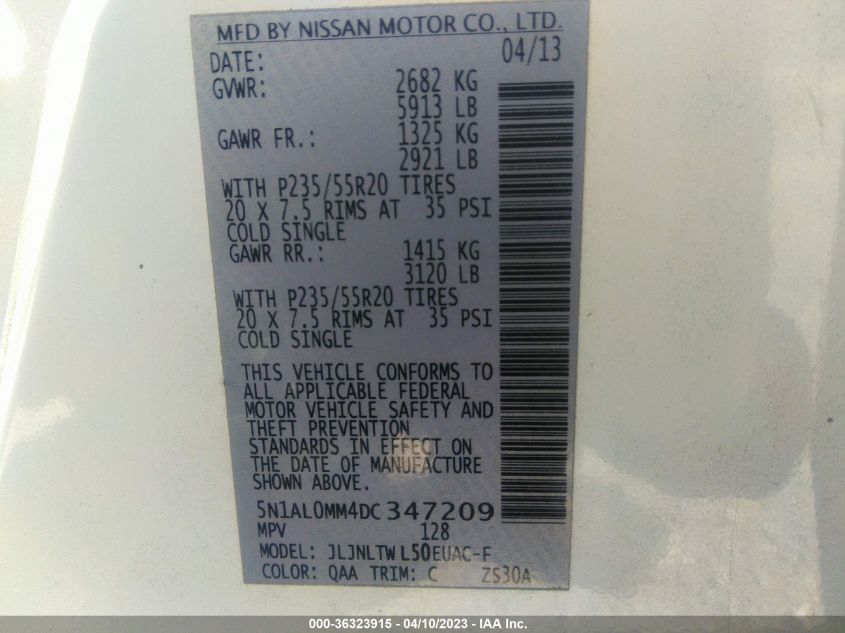 MFD BY NISSAN MOTOR CO., LTD.
DATE: 04/13
GVWR: 2682 KG
5913 LB
GAWR FR.: 1325 KG
2921 LB
WITH P235/55R20 TIRES
20 X 7.5 RIMS AT 35 PSI
COLD SINGLE
GAWR RR.: 1415 KG
3120 LB
WITH P235/55R20 TIRES
20 X 7.5 RIMS AT 35 PSI
COLD SINGLE
THIS VEHICLE CONFORMS TO
ALL APPLICABLE FEDERAL
MOTOR VEHICLE SAFETY AND
THEFT PREVENTION
STANDARDS IN EFFECT ON
THE DATE OF MANUFACTURE
SHOWN ABOVE.
5N1AL0MM4DC347209
MPV 128
MODEL: JLJNLTWL50EUAC-F
COLOR: QAA TRIM: C ZS30A
000-36323915 - 04/10/2023 - IAA Inc.